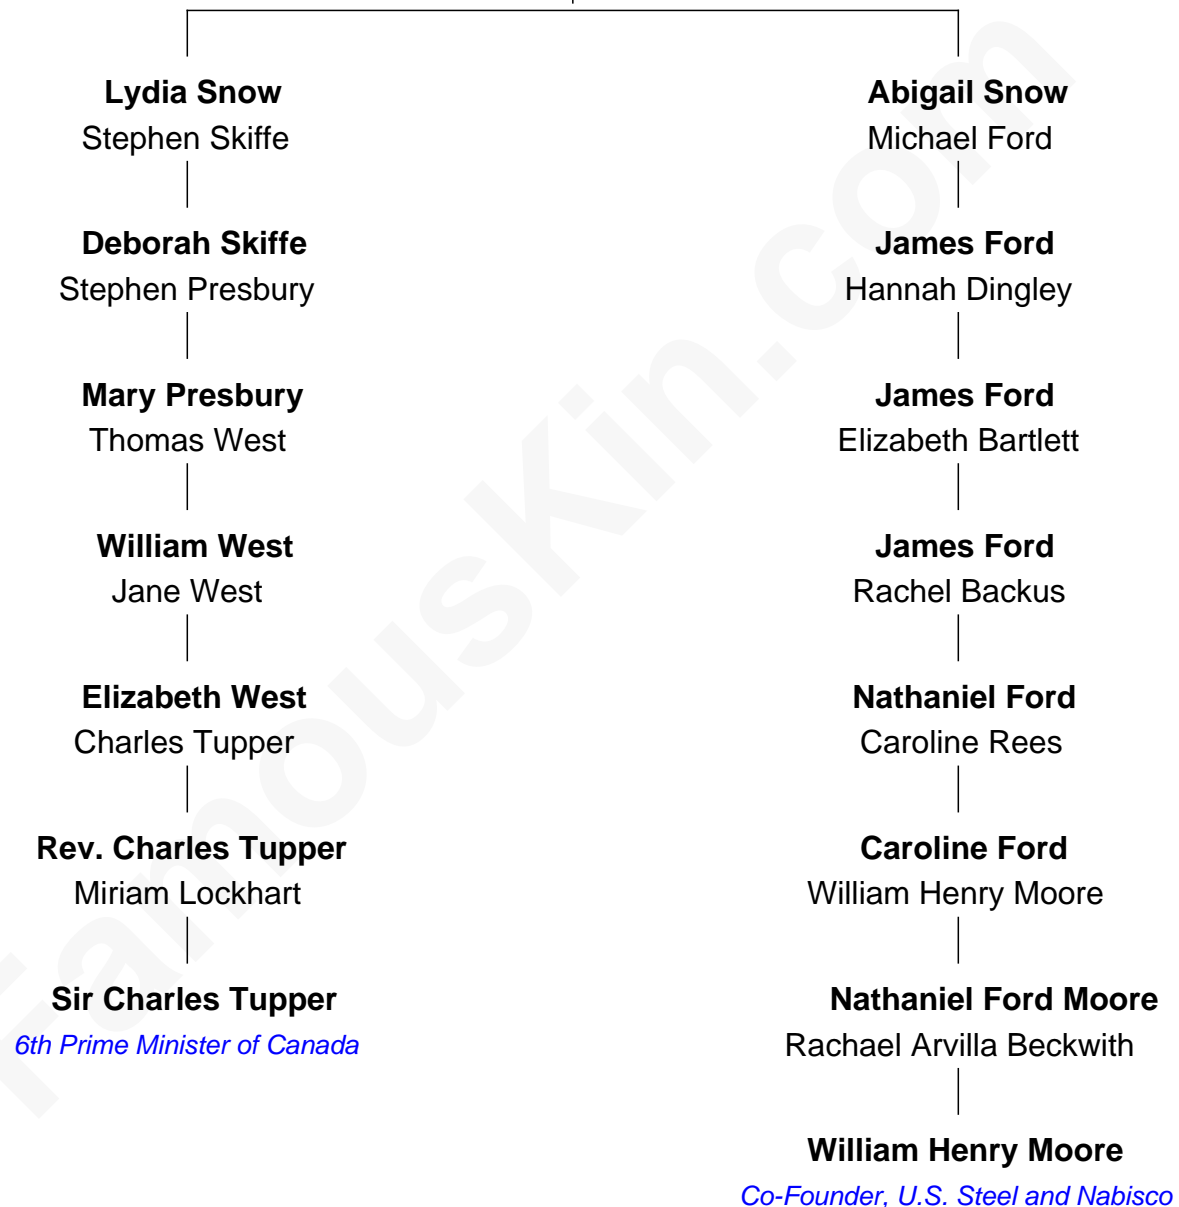 Lydia Snow
Stephen Skiffe
Deborah Skiffe
Stephen Presbury
Mary Presbury
Thomas West
William West
Jane West
Elizabeth West
Charles Tupper
Rev. Charles Tupper
Miriam Lockhart
Sir Charles Tupper
6th Prime Minister of Canada
Abigail Snow
Michael Ford
James Ford
Hannah Dingley
James Ford
Elizabeth Bartlett
James Ford
Rachel Backus
Nathaniel Ford
Caroline Rees
Caroline Ford
William Henry Moore
Nathaniel Ford Moore
Rachael Arvilla Beckwith
William Henry Moore
Co-Founder, U.S. Steel and Nabisco
FamousKin.com